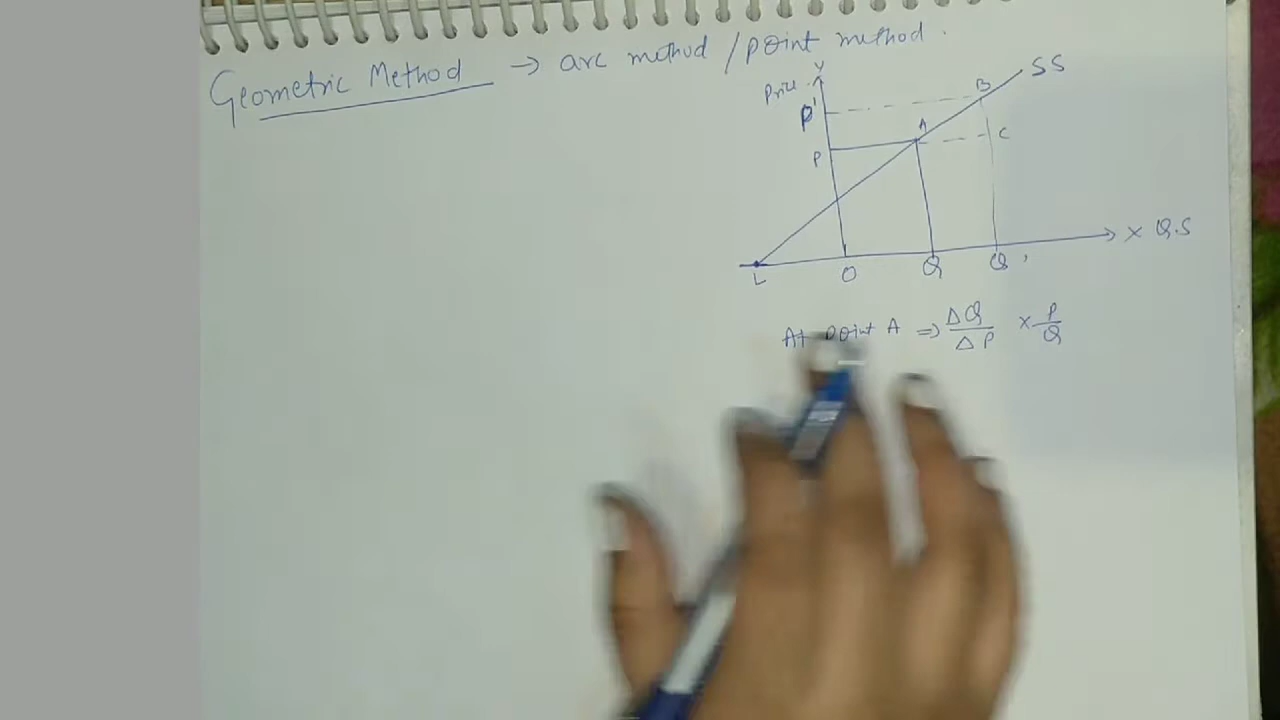 Geometric Method → arc method / point method.
Y
Price
SS
B
P'
A
C
P
X Q.S
L O Q Q'
At point A ⇒ ΔQ/ΔP × P/Q